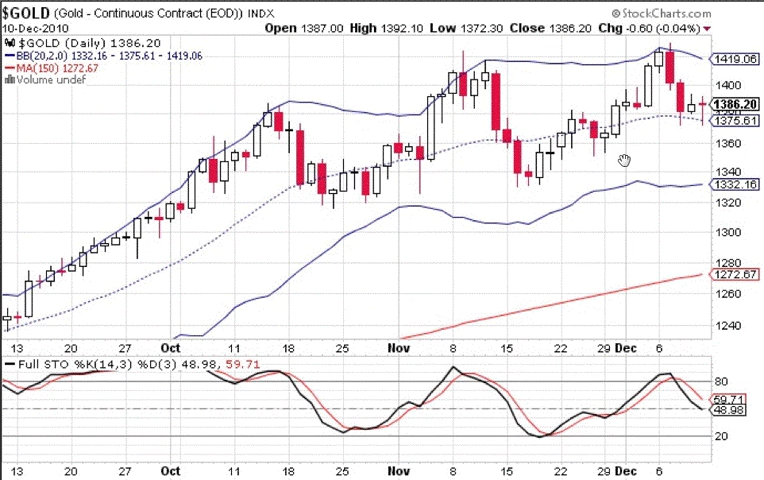 $GOLD (Gold - Continuous Contract (EOD)) INDX
© StockCharts.com
10-Dec-2010
Open 1387.00 High 1392.10 Low 1372.30 Close 1386.20 Chg -0.60 (-0.04%)
$GOLD (Daily) 1386.20
BB(20,2.0) 1332.16 - 1375.61 - 1419.06
MA(150) 1272.67
Volume undef
1419.06
1400
1386.20
1375.61
1360
1340
1332.16
1320
1300
1280
1272.67
1260
1240
13 20 27 Oct 11 18 25 Nov 8 15 22 29 Dec 6
Full STO %K(14,3) %D(3) 48.98, 59.71
80
59.71
48.98
20
13 20 27 Oct 11 18 25 Nov 8 15 22 29 Dec 6